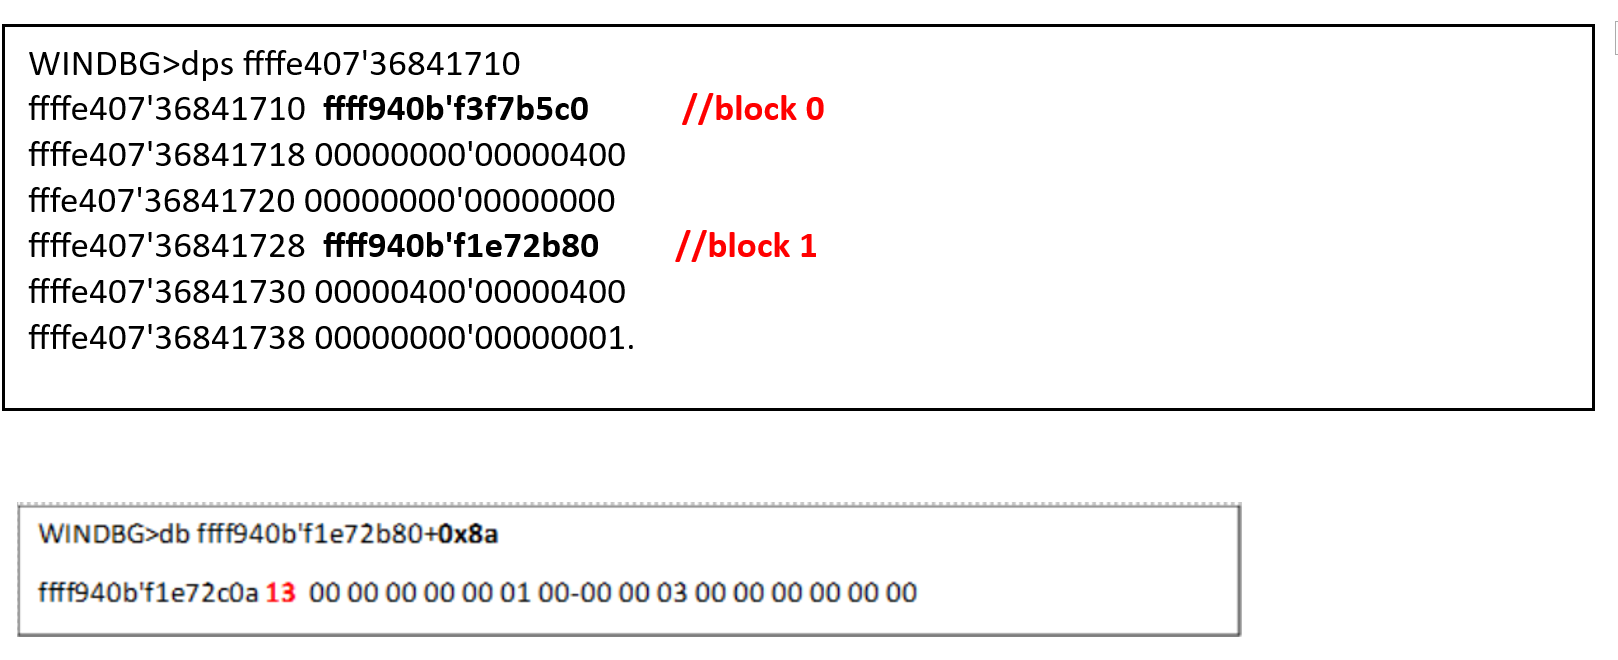 WINDBG>dps ffffe407'36841710
ffffe407'36841710 ffff940b'f3f7b5c0 //block 0
ffffe407'36841718 00000000'00000400
fffe407'36841720 00000000'00000000
ffffe407'36841728 ffff940b'f1e72b80 //block 1
ffffe407'36841730 00000400'00000400
ffffe407'36841738 00000000'00000001.
WINDBG>db ffff940b'f1e72b80+0x8a
ffff940b'f1e72c0a 13 00 00 00 00 00 01 00-00 00 03 00 00 00 00 00 00